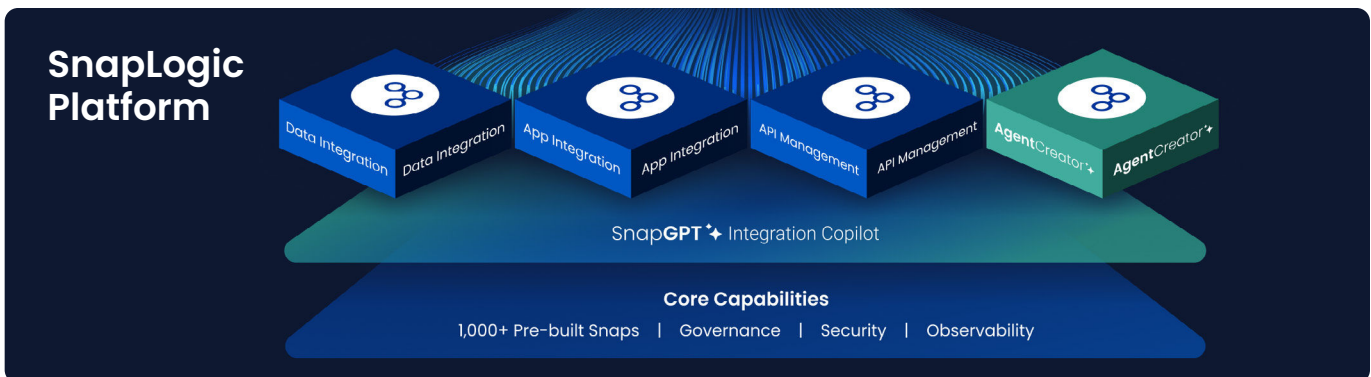 SnapLogic
Platform
Data Integration
Data Integration
App Integration
App Integration
API Management
API Management
AgentCreator
AgentCreator
SnapGPT Integration Copilot
Core Capabilities
1,000+ Pre-built Snaps | Governance | Security | Observability